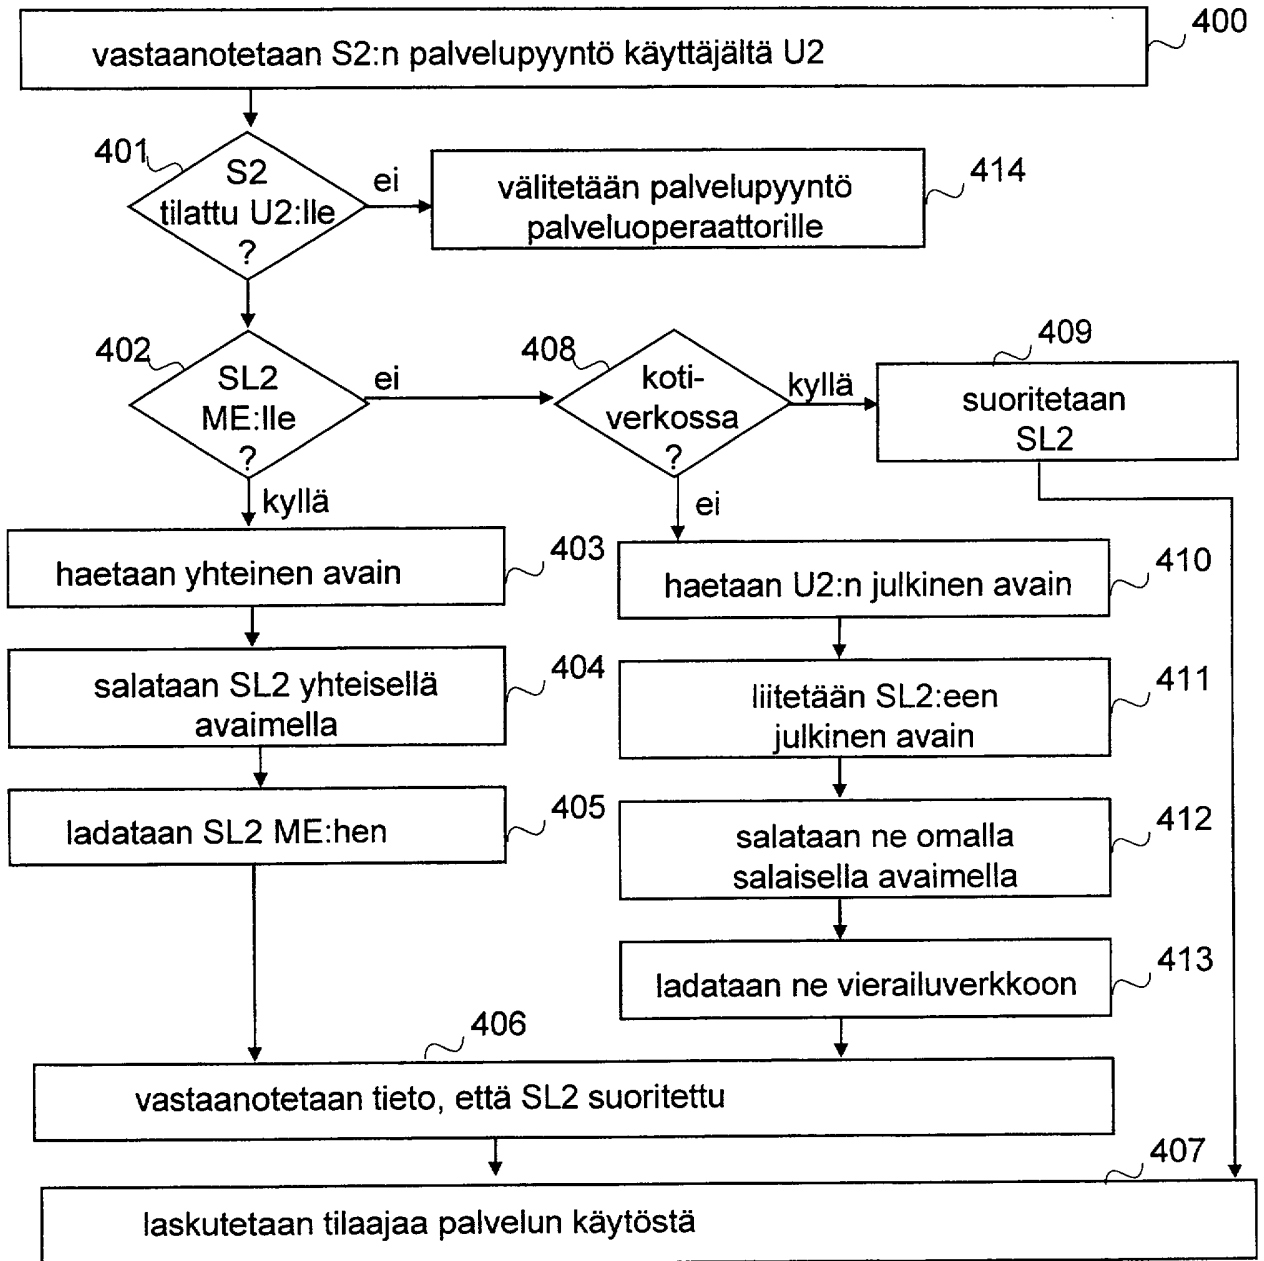 400
vastaanotetaan S2:n palvelupyyntö käyttäjältä U2
401
S2
tilattu U2:lle
?
ei
välitetään palvelupyyntö
palveluoperaattorille
414
402
SL2
ME:lle
?
ei
408
koti-
verkossa
?
kyllä
409
suoritetaan
SL2
kyllä
ei
haetaan yhteinen avain
403
haetaan U2:n julkinen avain
410
salataan SL2 yhteisellä
avaimella
404
liitetään SL2:een
julkinen avain
411
ladataan SL2 ME:hen
405
salataan ne omalla
salaisella avaimella
412
ladataan ne vierailuverkkoon
413
406
vastaanotetaan tieto, että SL2 suoritettu
407
laskutetaan tilaajaa palvelun käytöstä